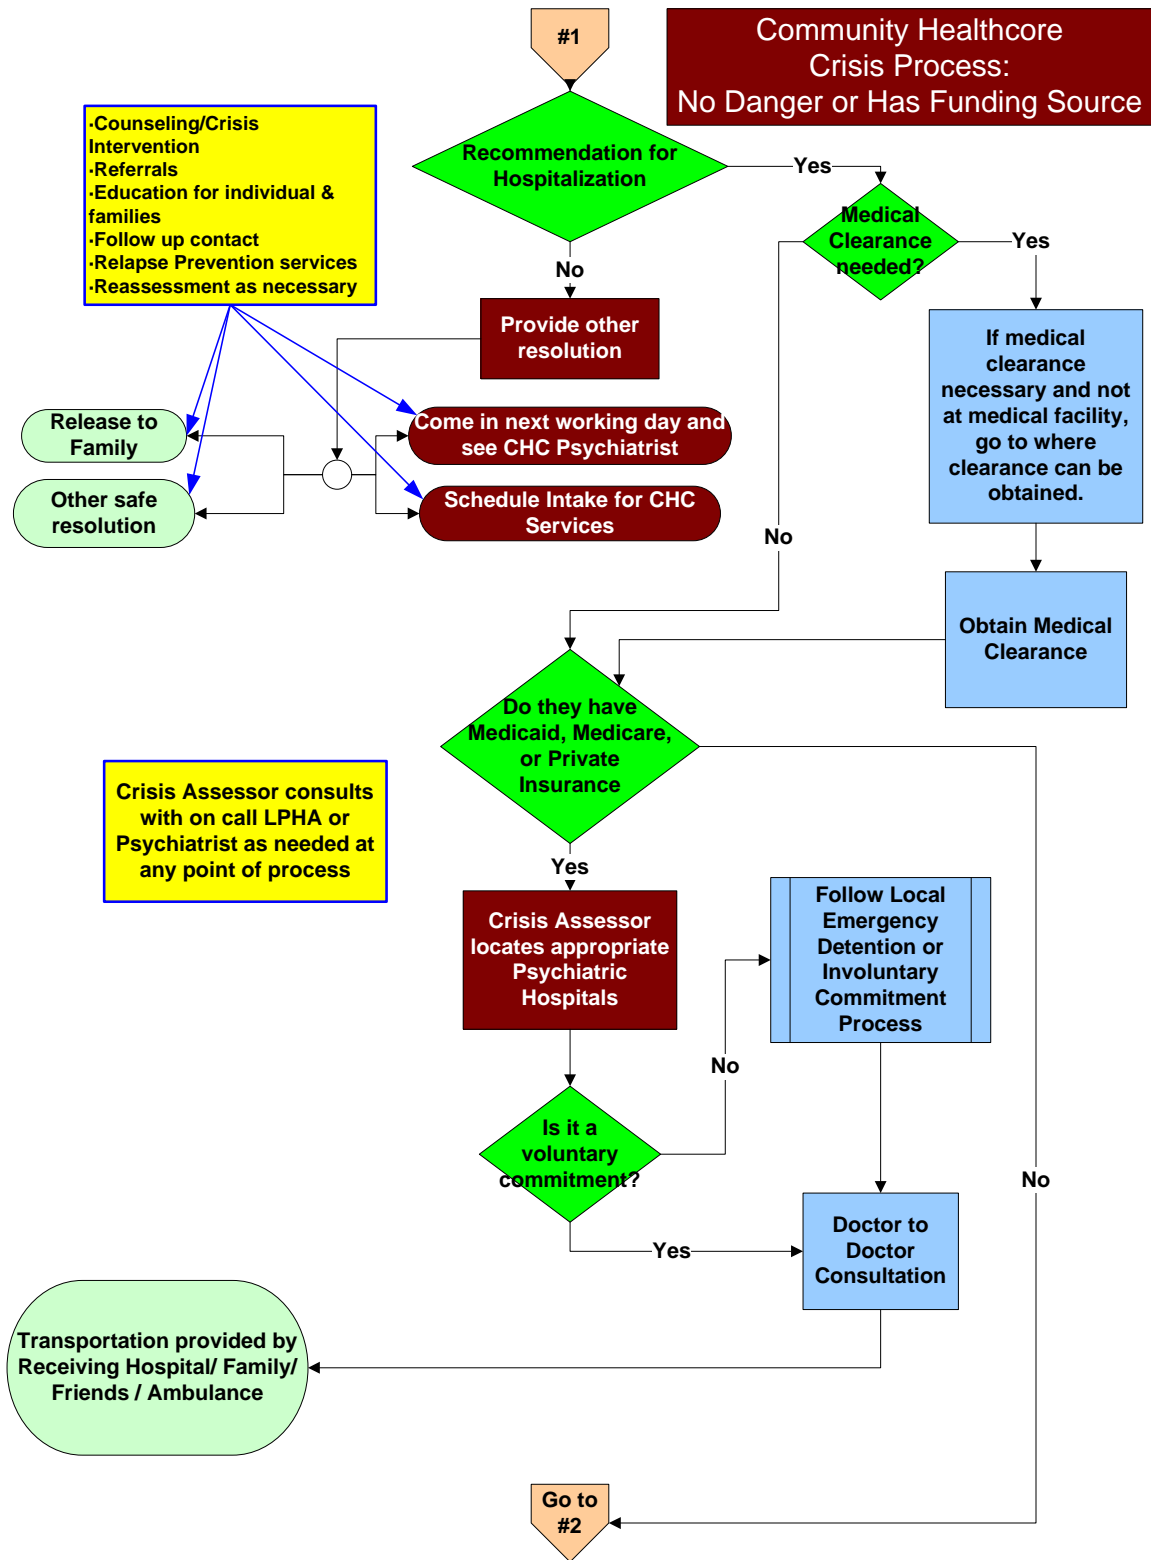 #1
Community Healthcore
Crisis Process:
No Danger or Has Funding Source
·Counseling/Crisis
Intervention
·Referrals
·Education for individual &
families
·Follow up contact
·Relapse Prevention services
·Reassessment as necessary
Recommendation for
Hospitalization
Yes
Medical
Clearance
needed?
Yes
No
Provide other
resolution
If medical
clearance
necessary and not
at medical facility,
go to where
clearance can be
obtained.
Release to
Family
Come in next working day and
see CHC Psychiatrist
Other safe
resolution
Schedule Intake for CHC
Services
No
Obtain Medical
Clearance
Do they have
Medicaid, Medicare,
or Private
Insurance
Crisis Assessor consults
with on call LPHA or
Psychiatrist as needed at
any point of process
Yes
Crisis Assessor
locates appropriate
Psychiatric
Hospitals
Follow Local
Emergency
Detention or
Involuntary
Commitment
Process
No
Is it a
voluntary
commitment?
No
Yes
Doctor to
Doctor
Consultation
Transportation provided by
Receiving Hospital/ Family/
Friends / Ambulance
Go to
#2